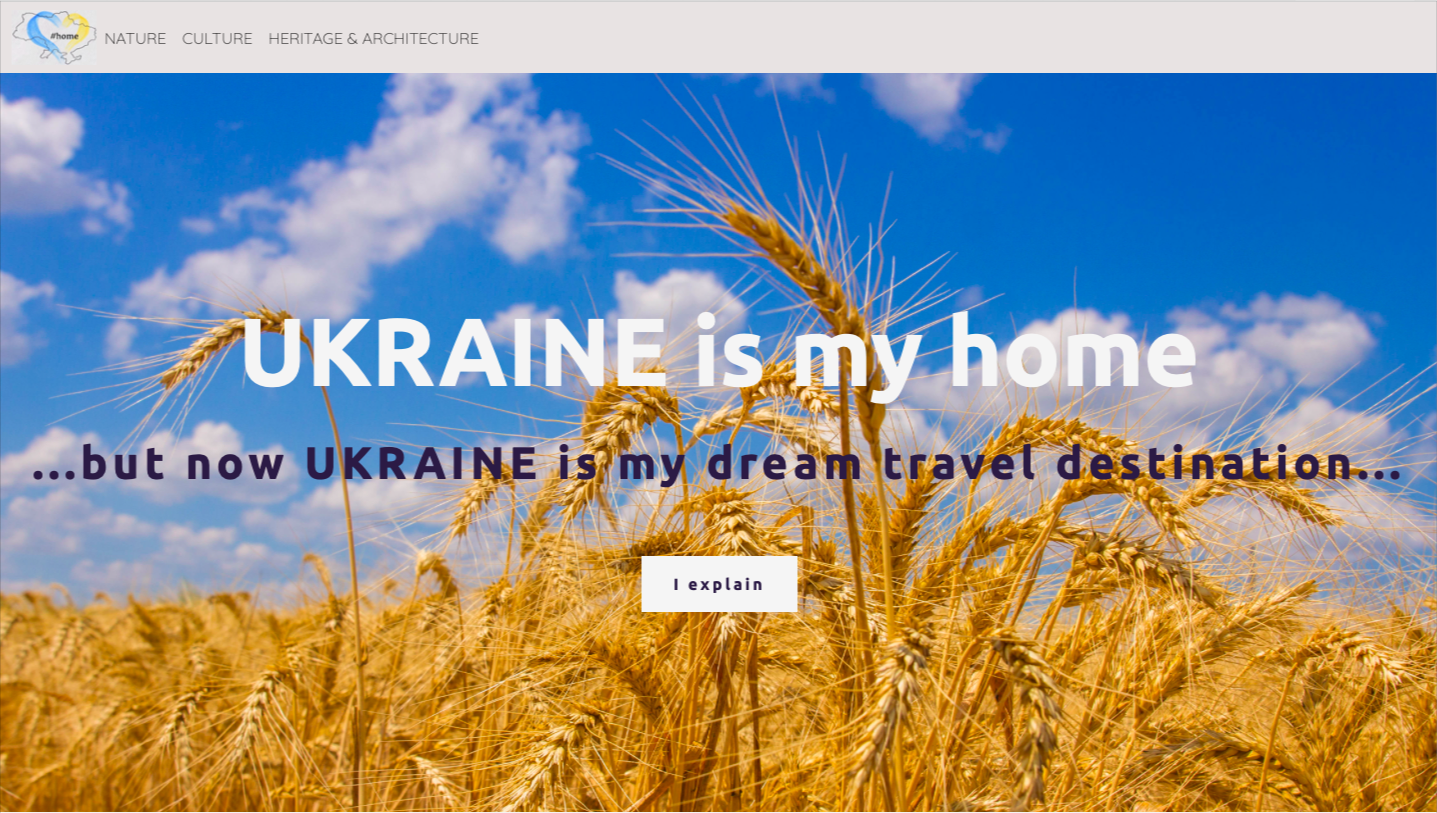 #home
NATURE CULTURE HERITAGE & ARCHITECTURE
UKRAINE is my home
...but now UKRAINE is my dream travel destination...
I explain